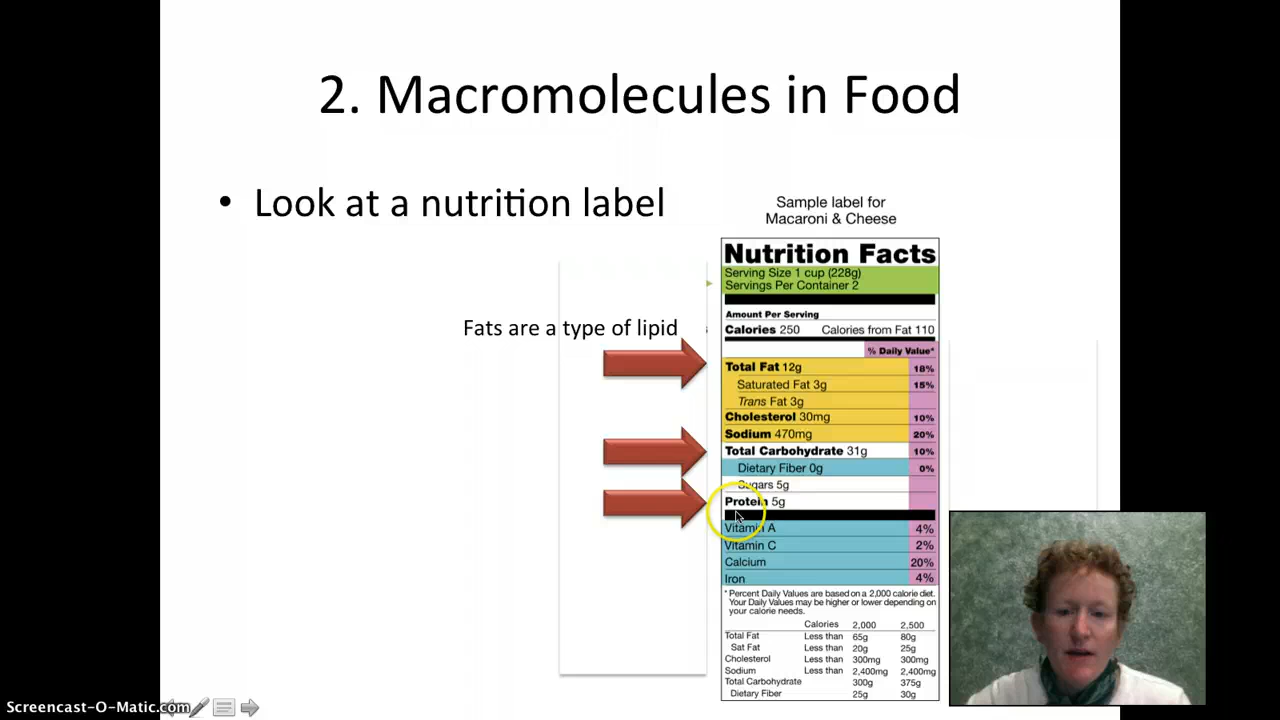 2. Macromolecules in Food
• Look at a nutrition label
Sample label for
Macaroni & Cheese
Fats are a type of lipid
Nutrition Facts
Serving Size 1 cup (228g)
Servings Per Container 2
Amount Per Serving
Calories 250 Calories from Fat 110
% Daily Value*
Total Fat 12g 18%
Saturated Fat 3g 15%
Trans Fat 3g
Cholesterol 30mg 10%
Sodium 470mg 20%
Total Carbohydrate 31g 10%
Dietary Fiber 0g 0%
Sugars 5g
Protein 5g
Vitamin A 4%
Vitamin C 2%
Calcium 20%
Iron 4%
* Percent Daily Values are based on a 2,000 calorie diet.
Your Daily Values may be higher or lower depending on
your calorie needs.
Calories 2,000 2,500
Total Fat Less than 65g 80g
Sat Fat Less than 20g 25g
Cholesterol Less than 300mg 300mg
Sodium Less than 2,400mg 2,400mg
Total Carbohydrate 300g 375g
Dietary Fiber 25g 30g
Screencast-O-Matic.com